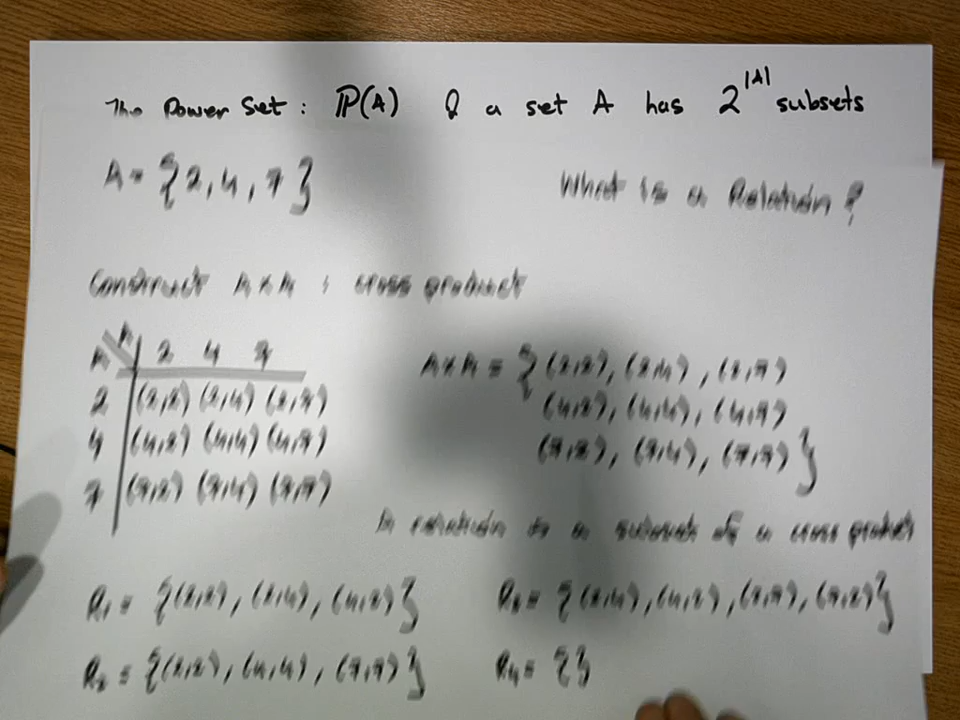 The Power Set : ℙ(A) of a set A has 2^|A| subsets
A = {2, 4, 7}
What is a Relation ?
Construct A x A : cross product
A A 2 4 7
2 (2,2) (2,4) (2,7)
4 (4,2) (4,4) (4,7)
7 (7,2) (7,4) (7,7)
A x A = { (2,2), (2,4), (2,7)
(4,2), (4,4), (4,7)
(7,2), (7,4), (7,7) }
A relation is a subset of a cross product
R1 = {(2,2), (2,4), (4,2)}
R2 = {(2,2), (4,4), (7,7)}
R3 = {(2,4), (4,2), (2,7), (7,2)}
R4 = {}